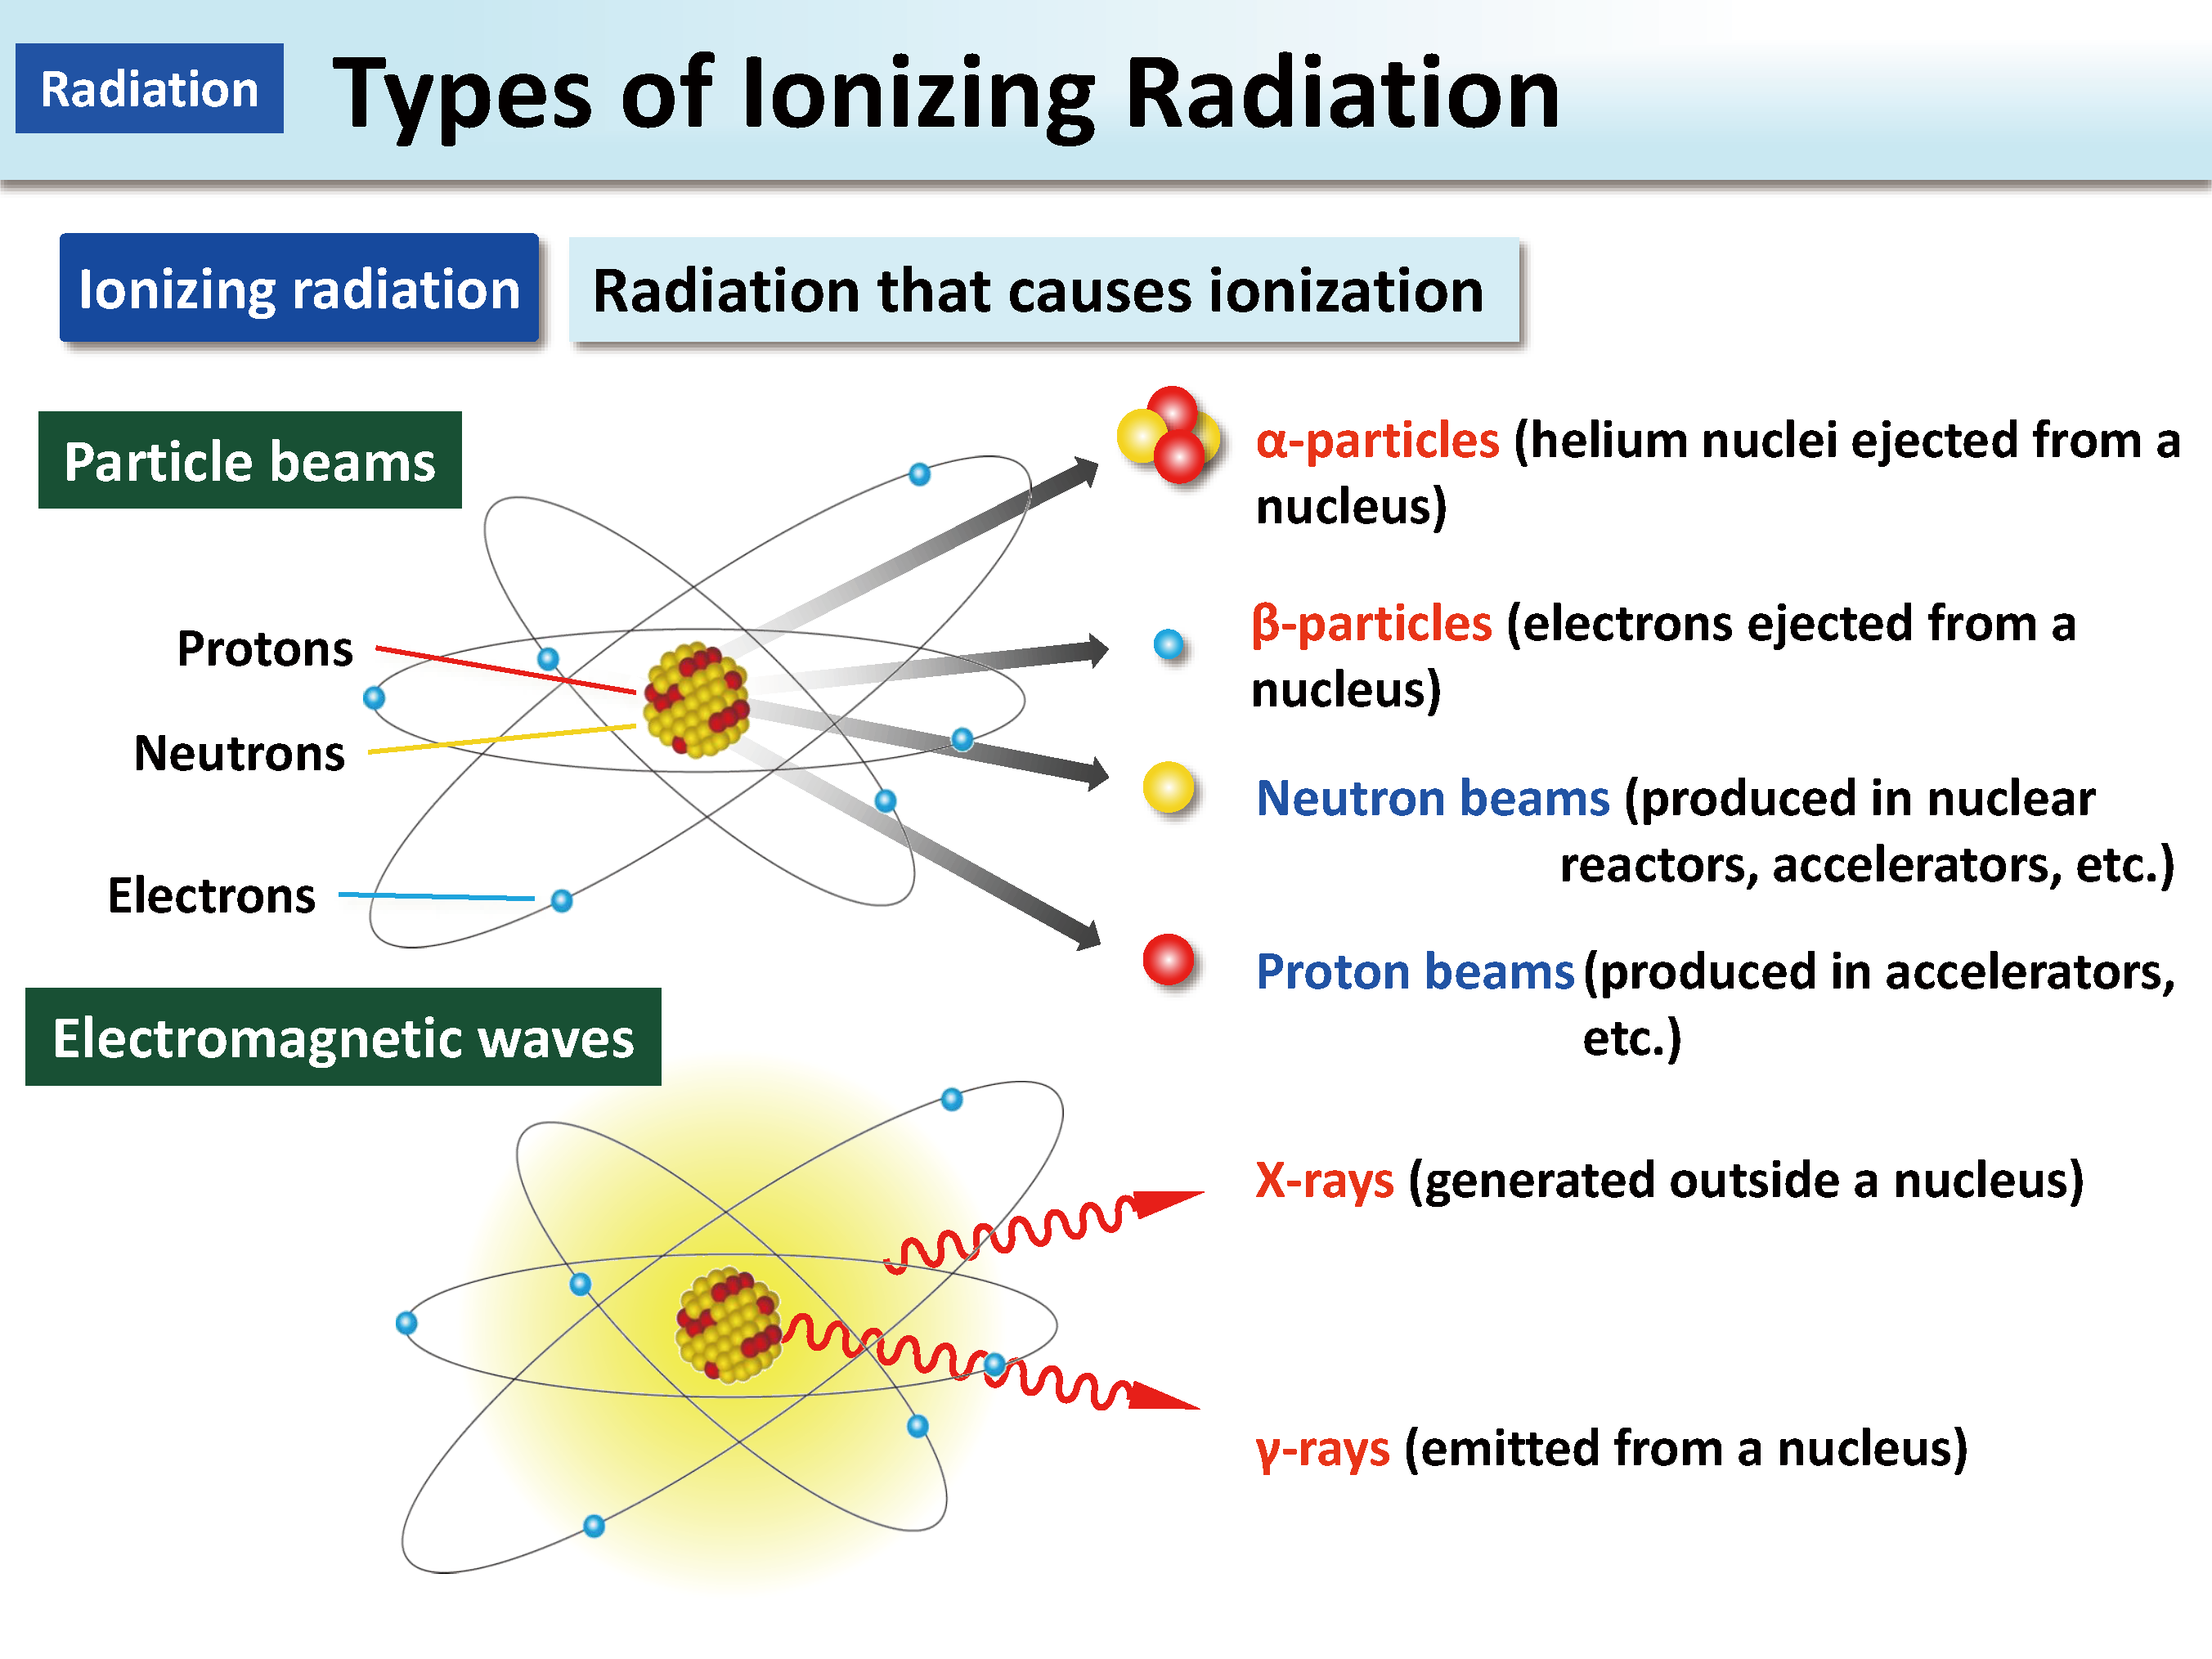 Radiation
Types of Ionizing Radiation
Ionizing radiation
Radiation that causes ionization
Particle beams
Protons
Neutrons
Electrons
α-particles (helium nuclei ejected from a
nucleus)
β-particles (electrons ejected from a
nucleus)
Neutron beams (produced in nuclear
reactors, accelerators, etc.)
Proton beams (produced in accelerators,
etc.)
Electromagnetic waves
X-rays (generated outside a nucleus)
γ-rays (emitted from a nucleus)